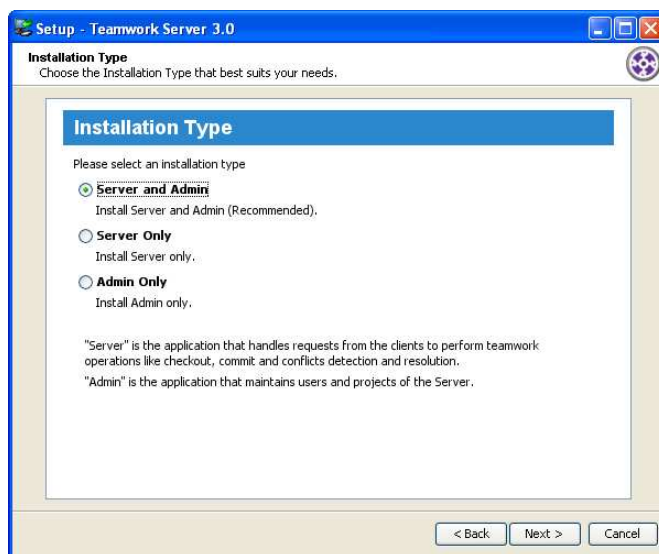 Setup - Teamwork Server 3.0
Installation Type
Choose the Installation Type that best suits your needs.
Installation Type
Please select an installation type
Server and Admin
Install Server and Admin (Recommended).
Server Only
Install Server only.
Admin Only
Install Admin only.
"Server" is the application that handles requests from the clients to perform teamwork
operations like checkout, commit and conflicts detection and resolution.
"Admin" is the application that maintains users and projects of the Server.
< Back Next > Cancel